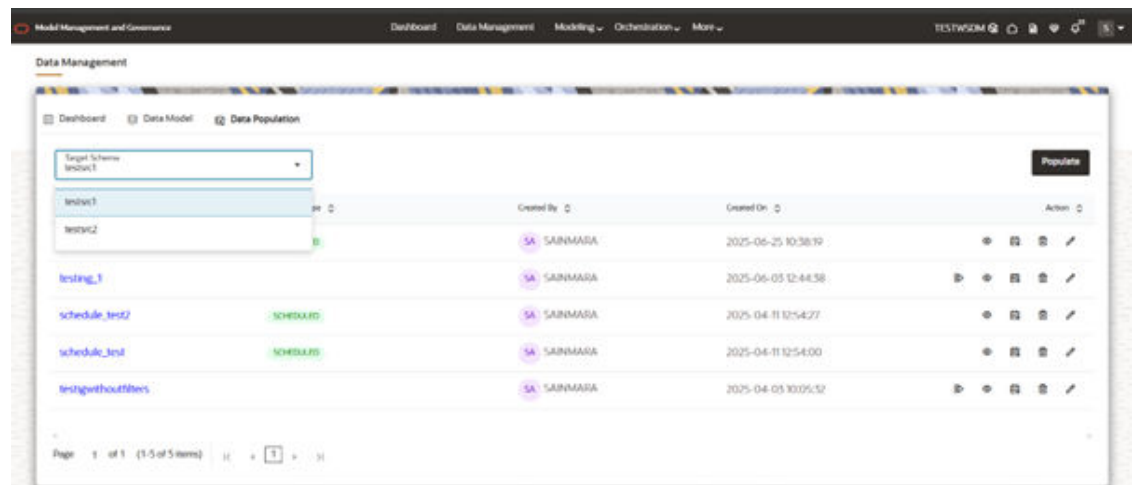 Model Management and Governance Dashboard Data Management Modeling Orchestration More TESTWSDM S
Data Management
Dashboard Data Model Data Population
Target Schema
testsrc1
Populate
testsrc1
Created By Created On Action
testsrc2
SA SAINMARA 2025-06-25 10:38:19
testing_1 SA SAINMARA 2025-06-03 12:44:38
schedule_test2 SCHEDULED SA SAINMARA 2025-04-11 12:54:27
schedule_test SCHEDULED SA SAINMARA 2025-04-11 12:54:00
SA SAINMARA 2025-04-03 10:05:32
Page 1 of 1 (1-5 of 5 items) 1